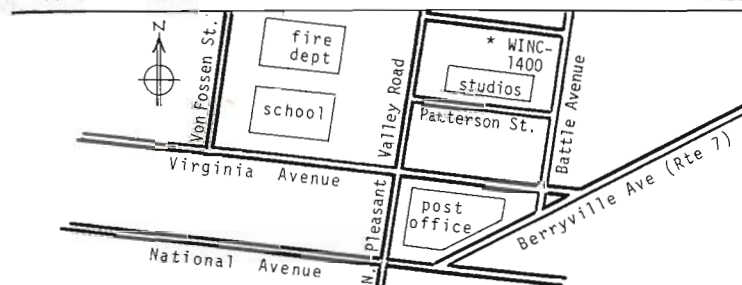 Z
Von Fossen St.
fire
dept
school
Valley Road
* WINC-
1400
studios
Patterson St.
Battle Avenue
Virginia Avenue
N. Pleasant
post
office
Berryville Ave (Rte 7)
National Avenue